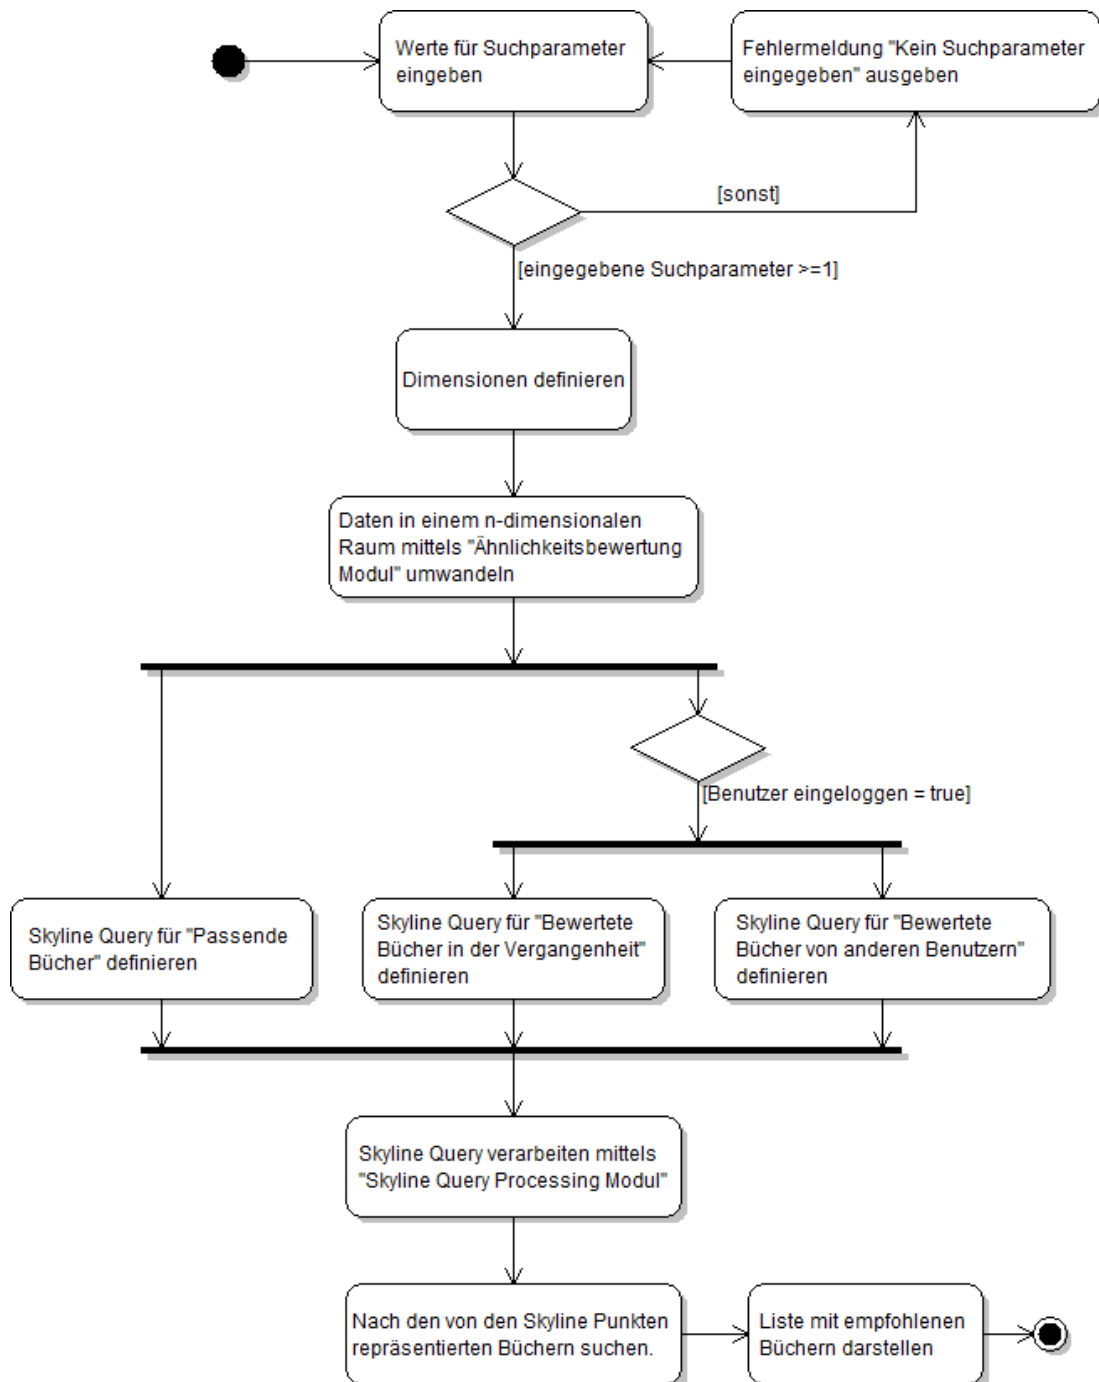 Werte für Suchparameter
eingeben
Fehlermeldung "Kein Suchparameter
eingegeben" ausgeben
[sonst]
[eingegebene Suchparameter >=1]
Dimensionen definieren
Daten in einem n-dimensionalen
Raum mittels "Ähnlichkeitsbewertung
Modul" umwandeln
[Benutzer eingeloggen = true]
Skyline Query für "Passende
Bücher" definieren
Skyline Query für "Bewertete
Bücher in der Vergangenheit"
definieren
Skyline Query für "Bewertete
Bücher von anderen Benutzern"
definieren
Skyline Query verarbeiten mittels
"Skyline Query Processing Modul"
Nach den von den Skyline Punkten
repräsentierten Büchern suchen.
Liste mit empfohlenen
Büchern darstellen